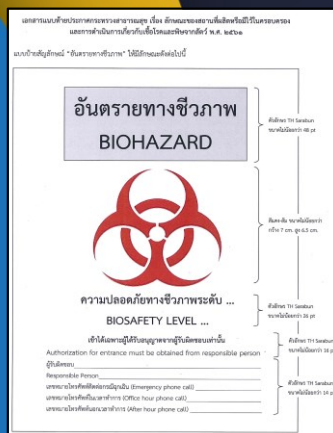 เอกสารแนบท้ายประกาศกระทรวงสาธารณสุข เรื่อง ลักษณะของสถานที่ผลิตหรือมีไว้ในครอบครอง
และการดำเนินการเกี่ยวกับเชื้อโรคและพิษจากสัตว์ พ.ศ. ๒๕๖๑
แบบป้ายสัญลักษณ์ "อันตรายทางชีวภาพ" ให้มีลักษณะดังต่อไปนี้
อันตรายทางชีวภาพ
BIOHAZARD
ตัวอักษร TH Sarabun
ขนาดไม่น้อยกว่า 48 pt
สีแดงสะท้อน ขนาดไม่น้อยกว่า
กว้าง 7 cm. สูง 6.5 cm.
ความปลอดภัยทางชีวภาพระดับ ...
BIOSAFETY LEVEL ...
ตัวอักษร TH Sarabun
ขนาดไม่น้อยกว่า 26 pt
เข้าได้เฉพาะผู้ได้รับอนุญาตจากผู้รับผิดชอบเท่านั้น
Authorization for entrance must be obtained from responsible person
ตัวอักษร TH Sarabun
ขนาดไม่น้อยกว่า 16 pt
ผู้รับผิดชอบ
Responsible Person
เลขหมายโทรศัพท์ติดต่อกรณีฉุกเฉิน (Emergency phone call)
เลขหมายโทรศัพท์ในเวลาทำการ (Office hour phone call)
เลขหมายโทรศัพท์นอกเวลาทำการ (After hour phone call)
ตัวอักษร TH Sarabun
ขนาดไม่น้อยกว่า 14 pt